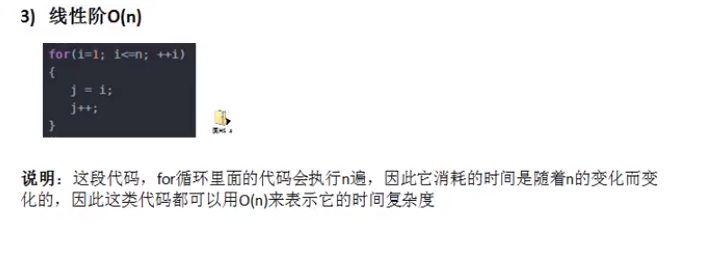 3) 线性阶O(n)
for(i=1; i<=n; ++i)
{
j = i;
j++;
}
说明：这段代码，for循环里面的代码会执行n遍，因此它消耗的时间是随着n的变化而变
化的，因此这类代码都可以用O(n)来表示它的时间复杂度